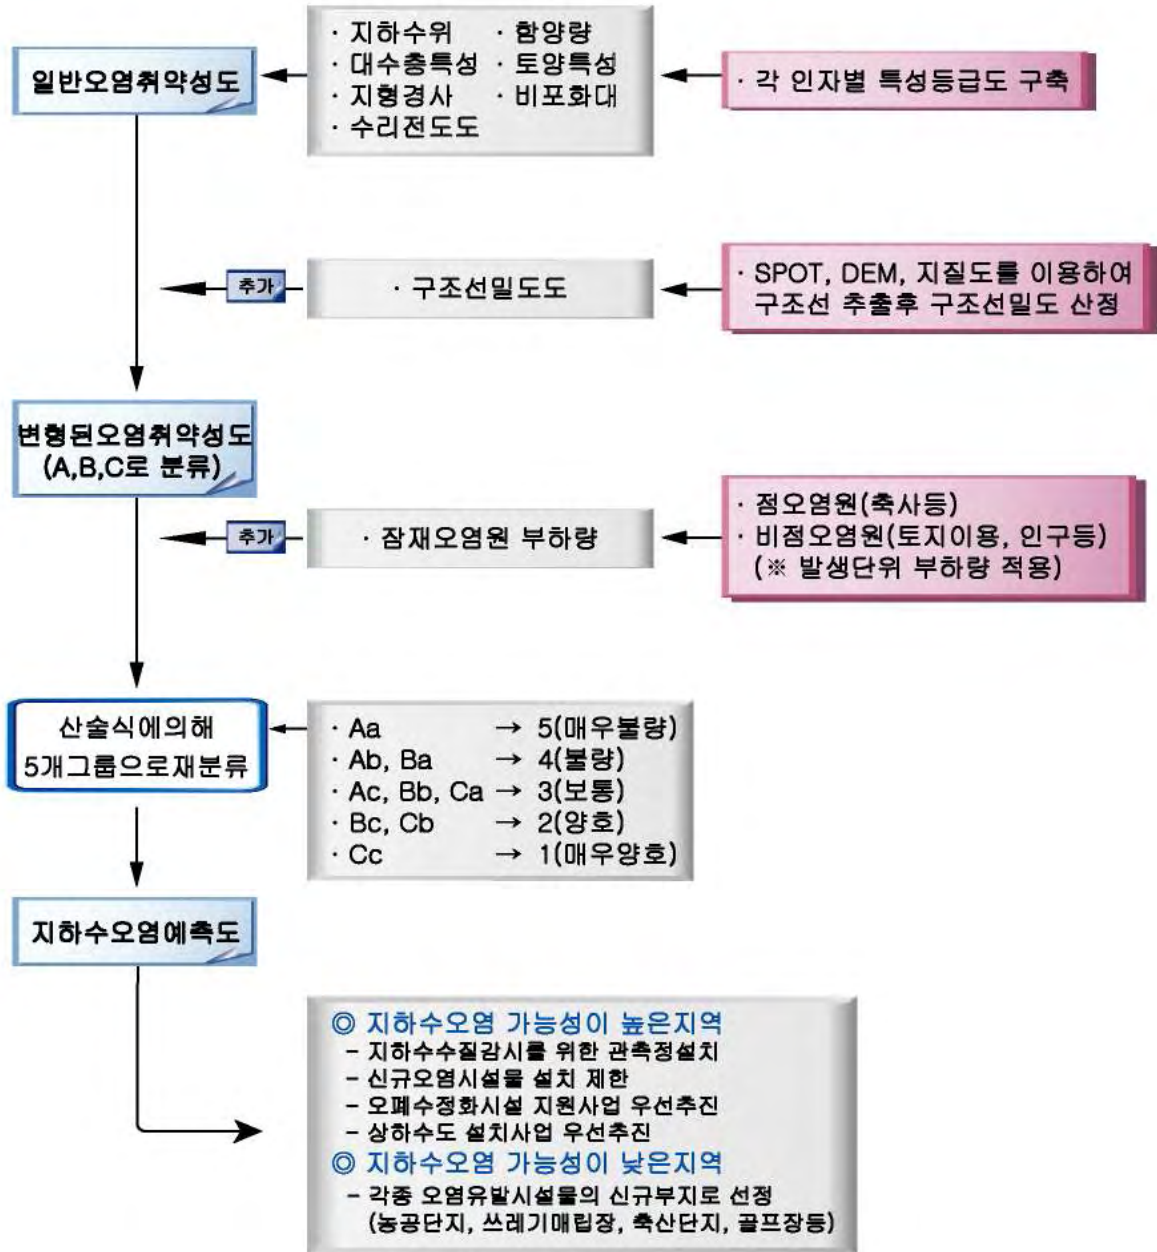 일반오염취약성도
· 지하수위 · 함양량
· 대수층특성 · 토양특성
· 지형경사 · 비포화대
· 수리전도도
· 각 인자별 특성등급도 구축
추가
· 구조선밀도도
· SPOT, DEM, 지질도를 이용하여
구조선 추출후 구조선밀도 산정
변형된오염취약성도
(A,B,C로 분류)
추가
· 잠재오염원 부하량
· 점오염원(축사등)
· 비점오염원(토지이용, 인구등)
(※ 발생단위 부하량 적용)
산술식에의해
5개그룹으로재분류
· Aa → 5(매우불량)
· Ab, Ba → 4(불량)
· Ac, Bb, Ca → 3(보통)
· Bc, Cb → 2(양호)
· Cc → 1(매우양호)
지하수오염예측도
◎ 지하수오염 가능성이 높은지역
- 지하수수질감시를 위한 관측정설치
- 신규오염시설물 설치 제한
- 오폐수정화시설 지원사업 우선추진
- 상하수도 설치사업 우선추진
◎ 지하수오염 가능성이 낮은지역
- 각종 오염유발시설물의 신규부지로 선정
(농공단지, 쓰레기매립장, 축산단지, 골프장등)